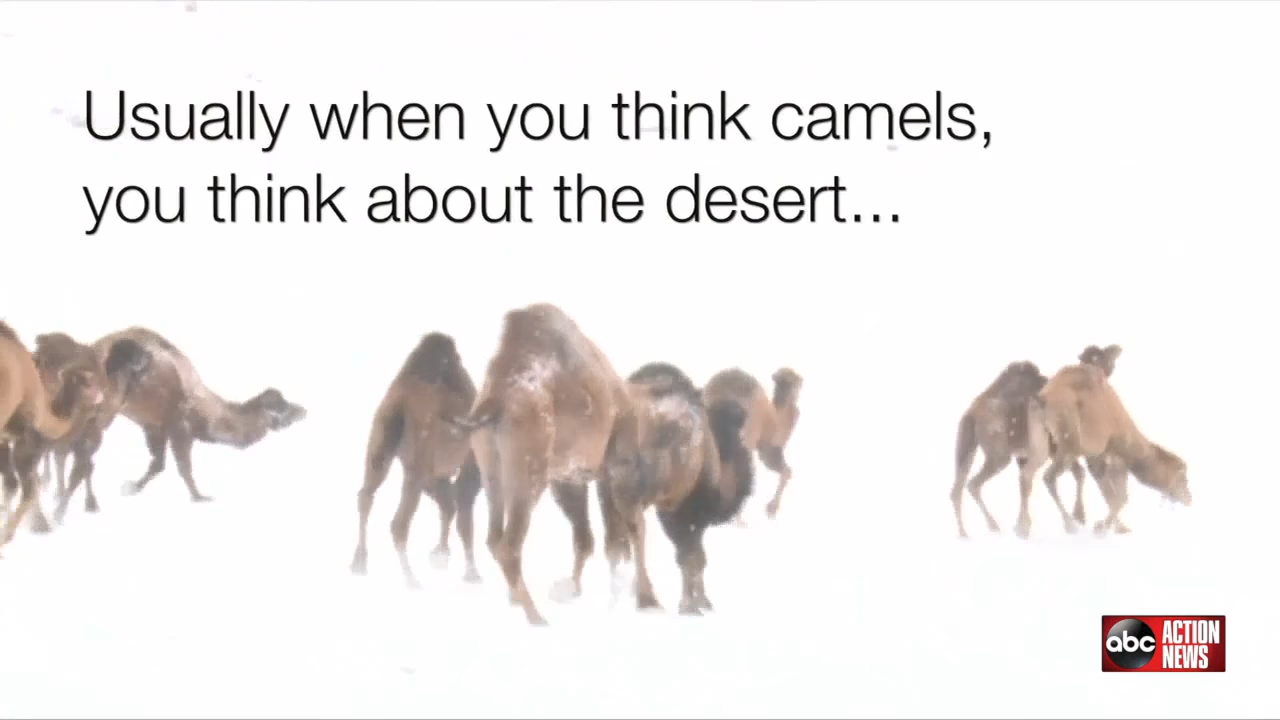 Usually when you think camels,
you think about the desert...
abc ACTION
NEWS